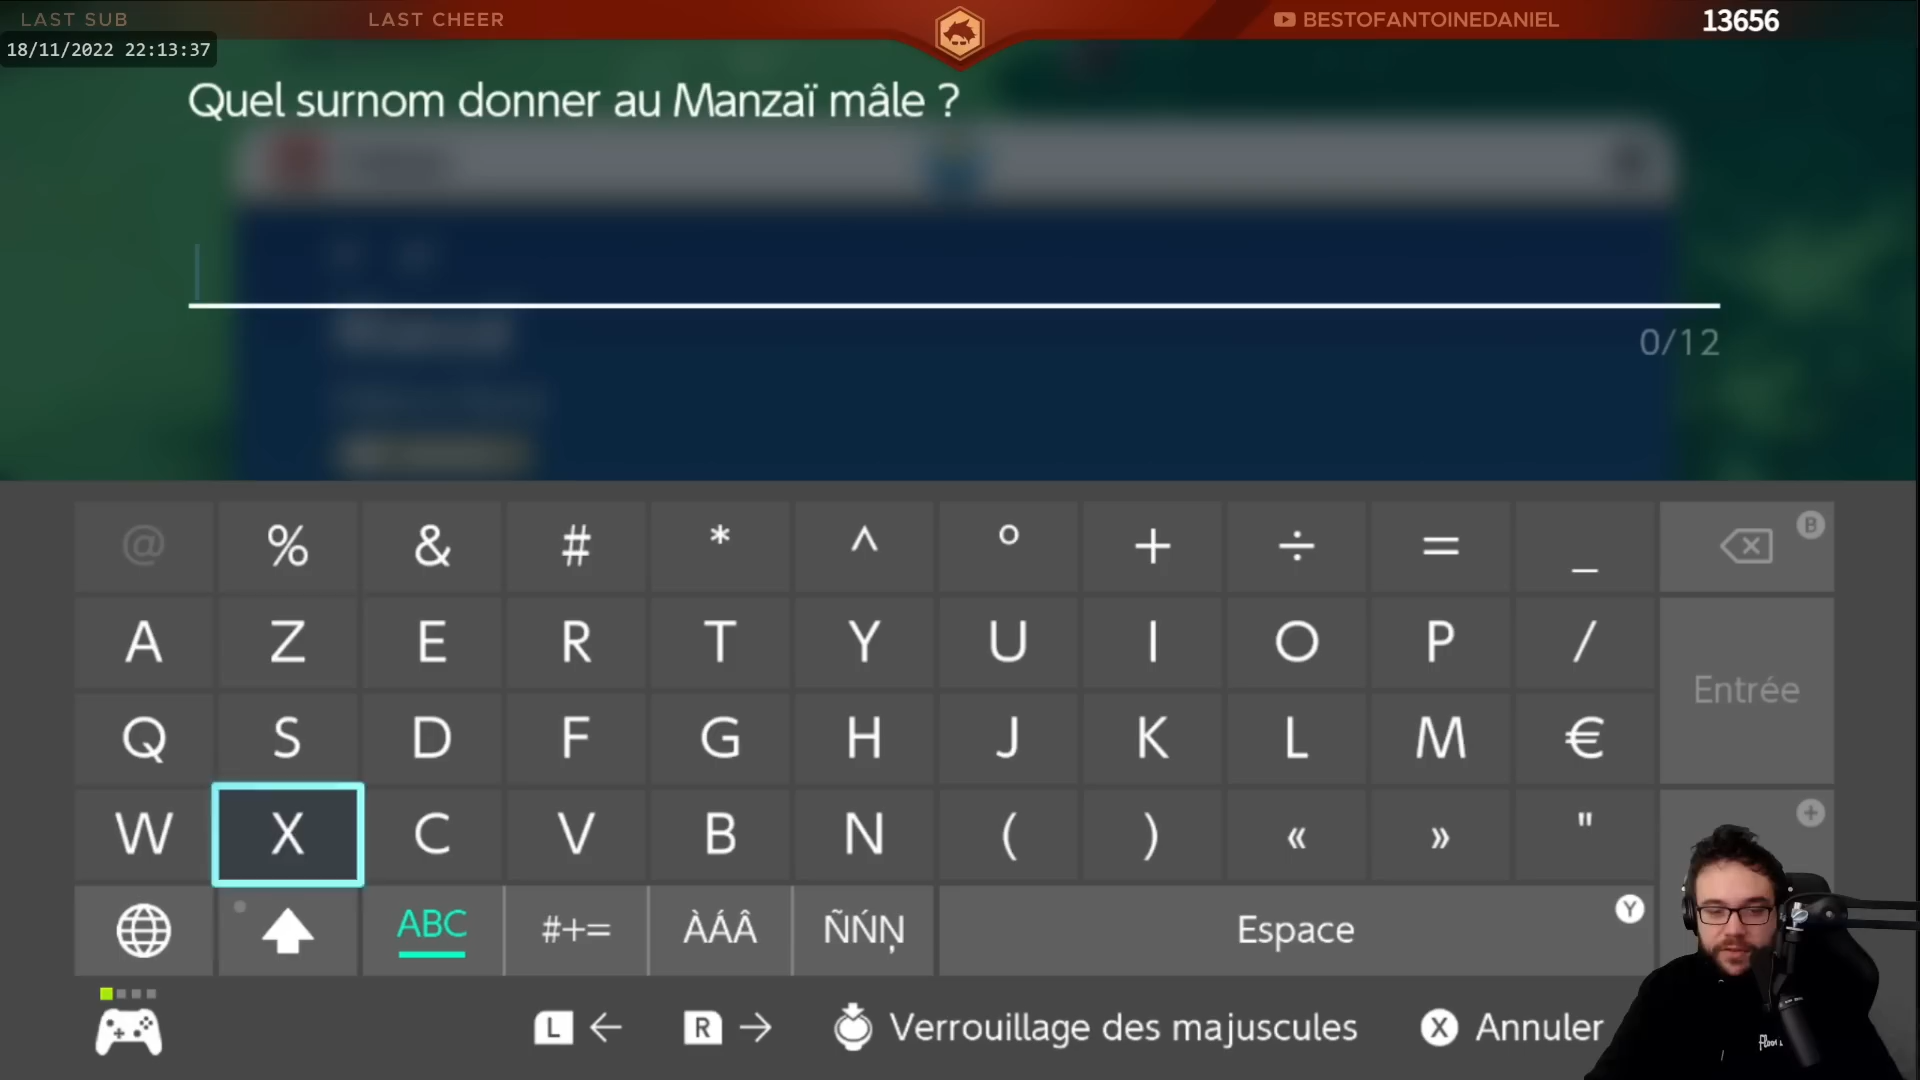 LAST SUB
LAST CHEER
BESTOFANTOINEDANIEL
13656
18/11/2022 22:13:37
Quel surnom donner au Manzaï mâle ?
0/12
@ % & # * ^ ° + ÷ = _
B
A Z E R T Y U I O P /
Entrée
Q S D F G H J K L M €
W X C V B N ( ) « » "
+
ABC #+= ÀÁÂ ÑŃŅ Espace
Y
L ← R → Verrouillage des majuscules X Annuler